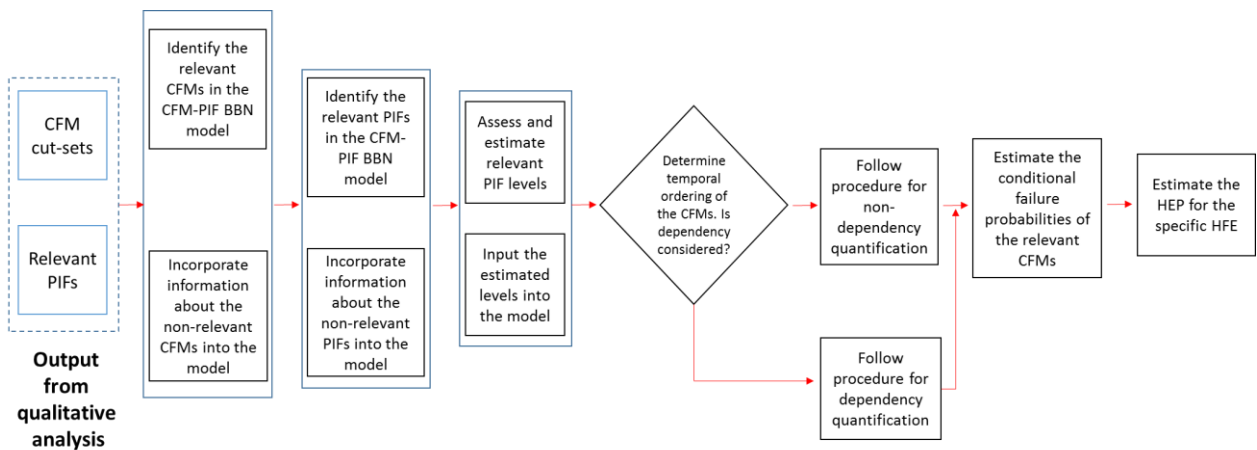 CFM
cut-sets
Relevant
PIFs
Output
from
qualitative
analysis
Identify the
relevant
CFMs in the
CFM-PIF BBN
model
Incorporate
information
about the
non-relevant
CFMs into the
model
Identify the
relevant PIFs
in the CFM-
PIF BBN
model
Incorporate
information
about the
non-relevant
PIFs into the
model
Assess and
estimate
relevant
PIF levels
Input the
estimated
levels into
the model
Determine
temporal
ordering of
the CFMs. Is
dependency
considered?
Follow
procedure for
non-
dependency
quantification
Follow
procedure for
dependency
quantification
Estimate the
conditional
failure
probabilities of
the relevant
CFMs
Estimate the
HEP for the
specific HFE